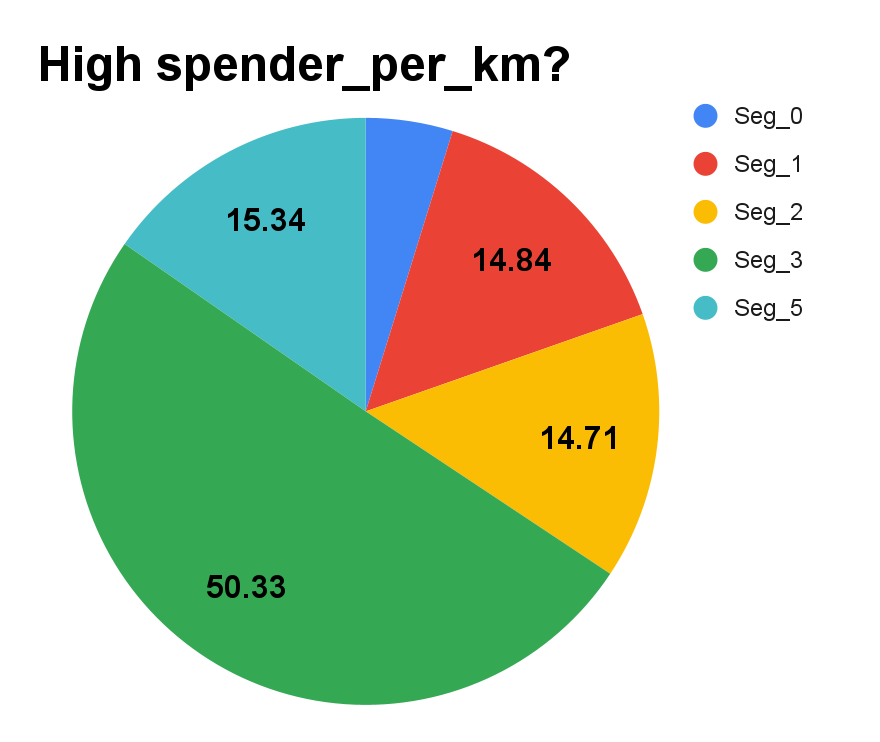 High spender_per_km?
Seg_0
Seg_1
Seg_2
Seg_3
Seg_5
15.34
14.84
14.71
50.33